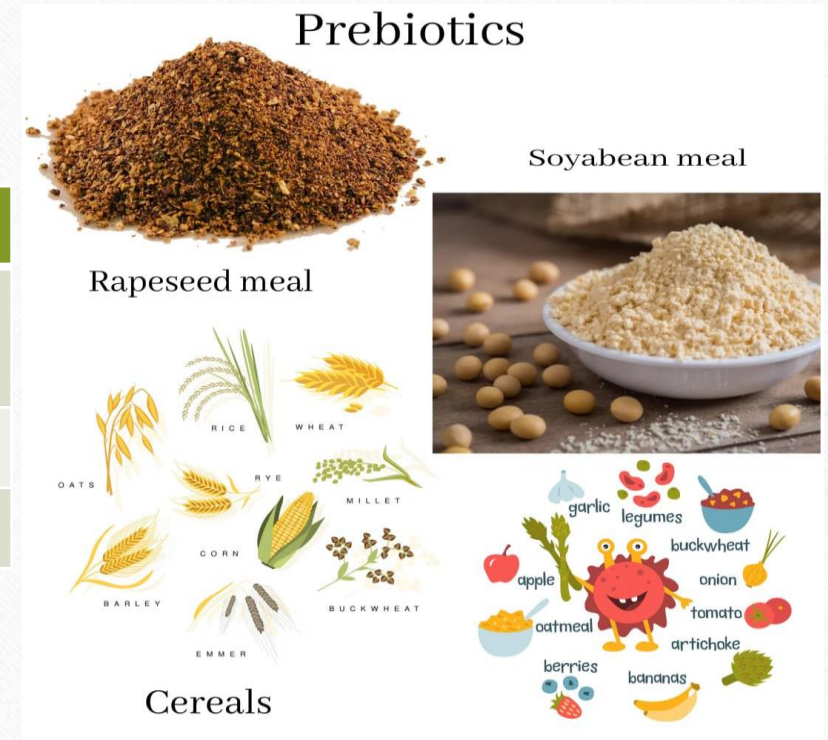 Prebiotics
Soyabean meal
Rapeseed meal
RICE
WHEAT
OATS
RYE
MILLET
CORN
BARLEY
BUCKWHEAT
EMMER
Cereals
garlic
legumes
buckwheat
apple
onion
tomato
oatmeal
artichoke
berries
bananas